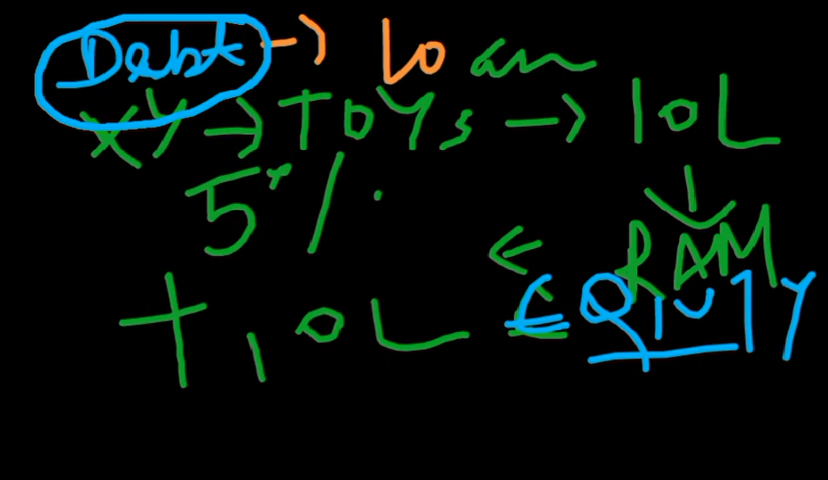 Debt → Loan
XY → TOYs → 10L
5% ↓
← RAM
+ 10L EQUITY